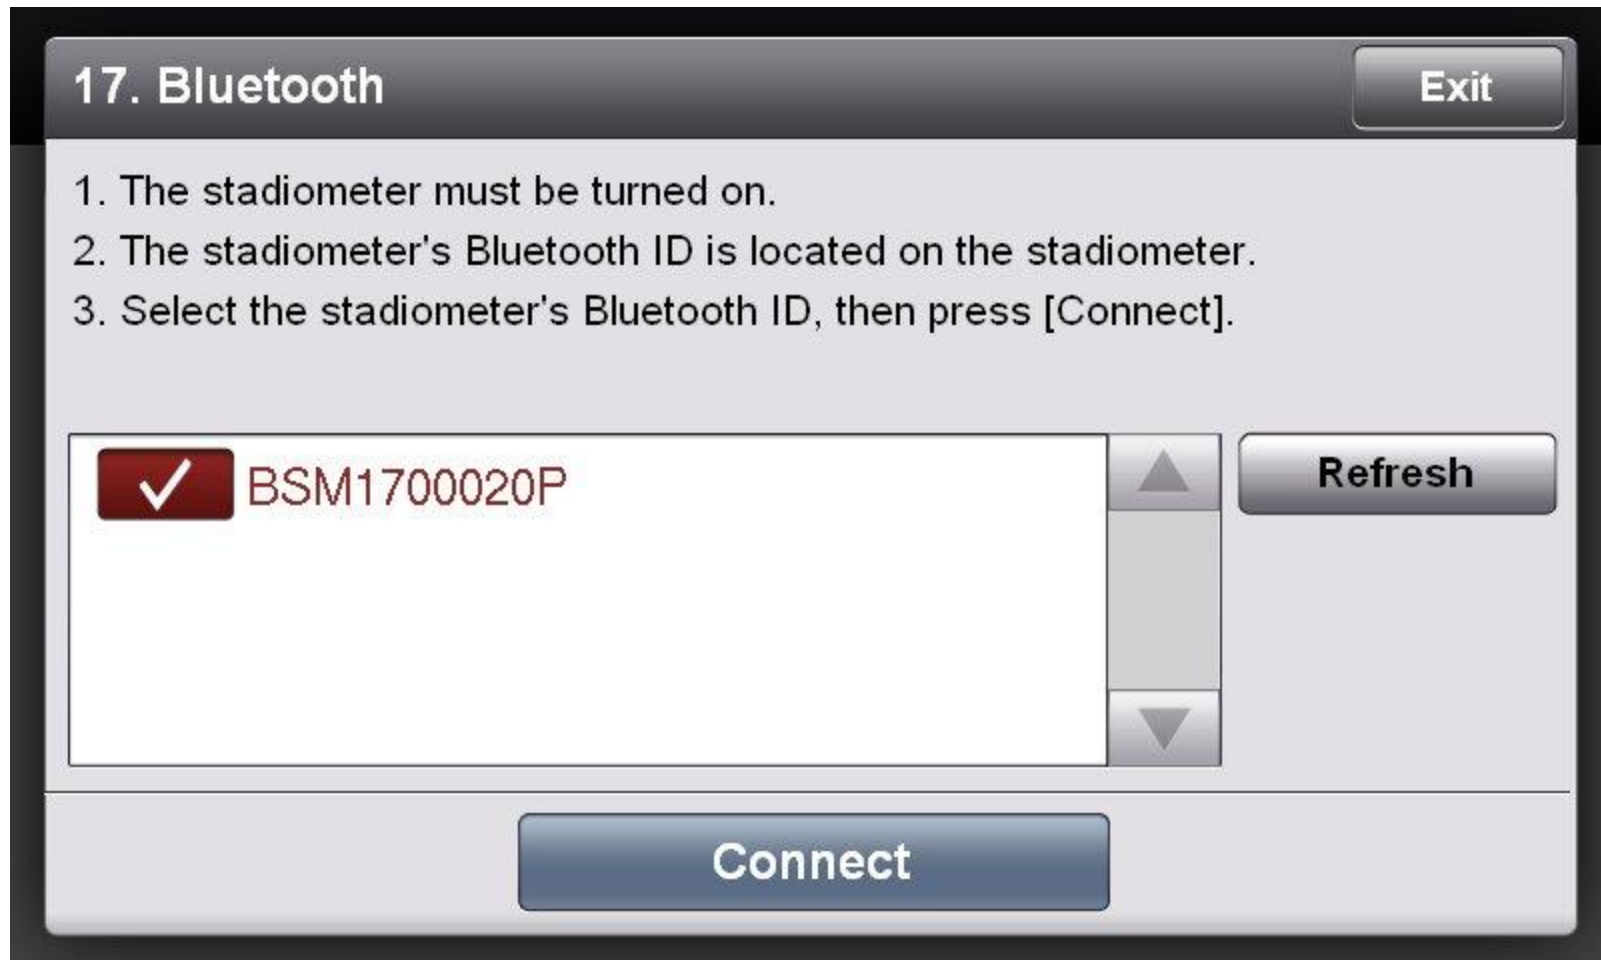 17. Bluetooth
Exit
1. The stadiometer must be turned on.
2. The stadiometer's Bluetooth ID is located on the stadiometer.
3. Select the stadiometer's Bluetooth ID, then press [Connect].
BSM1700020P
Refresh
Connect